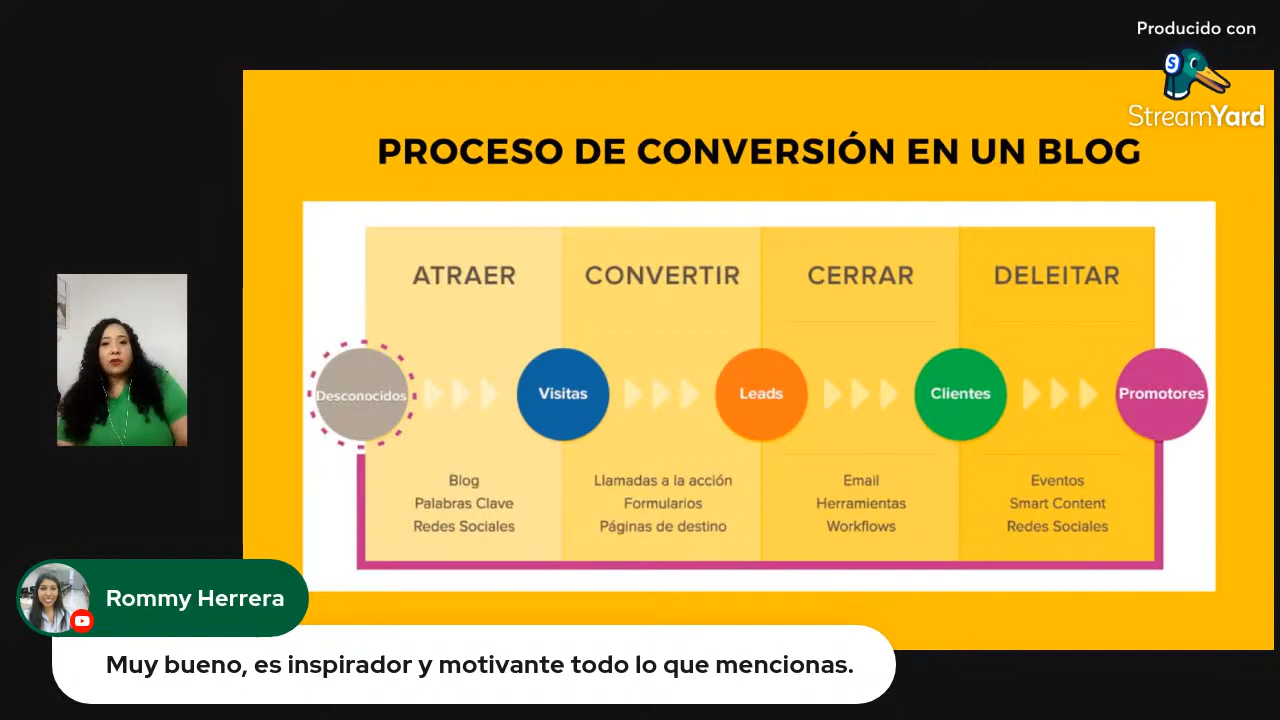 Producido con
StreamYard
PROCESO DE CONVERSIÓN EN UN BLOG
ATRAER
CONVERTIR
CERRAR
DELEITAR
Desconocidos
Visitas
Leads
Clientes
Promotores
Blog
Palabras Clave
Redes Sociales
Llamadas a la acción
Formularios
Páginas de destino
Email
Herramientas
Workflows
Eventos
Smart Content
Redes Sociales
Rommy Herrera
Muy bueno, es inspirador y motivante todo lo que mencionas.